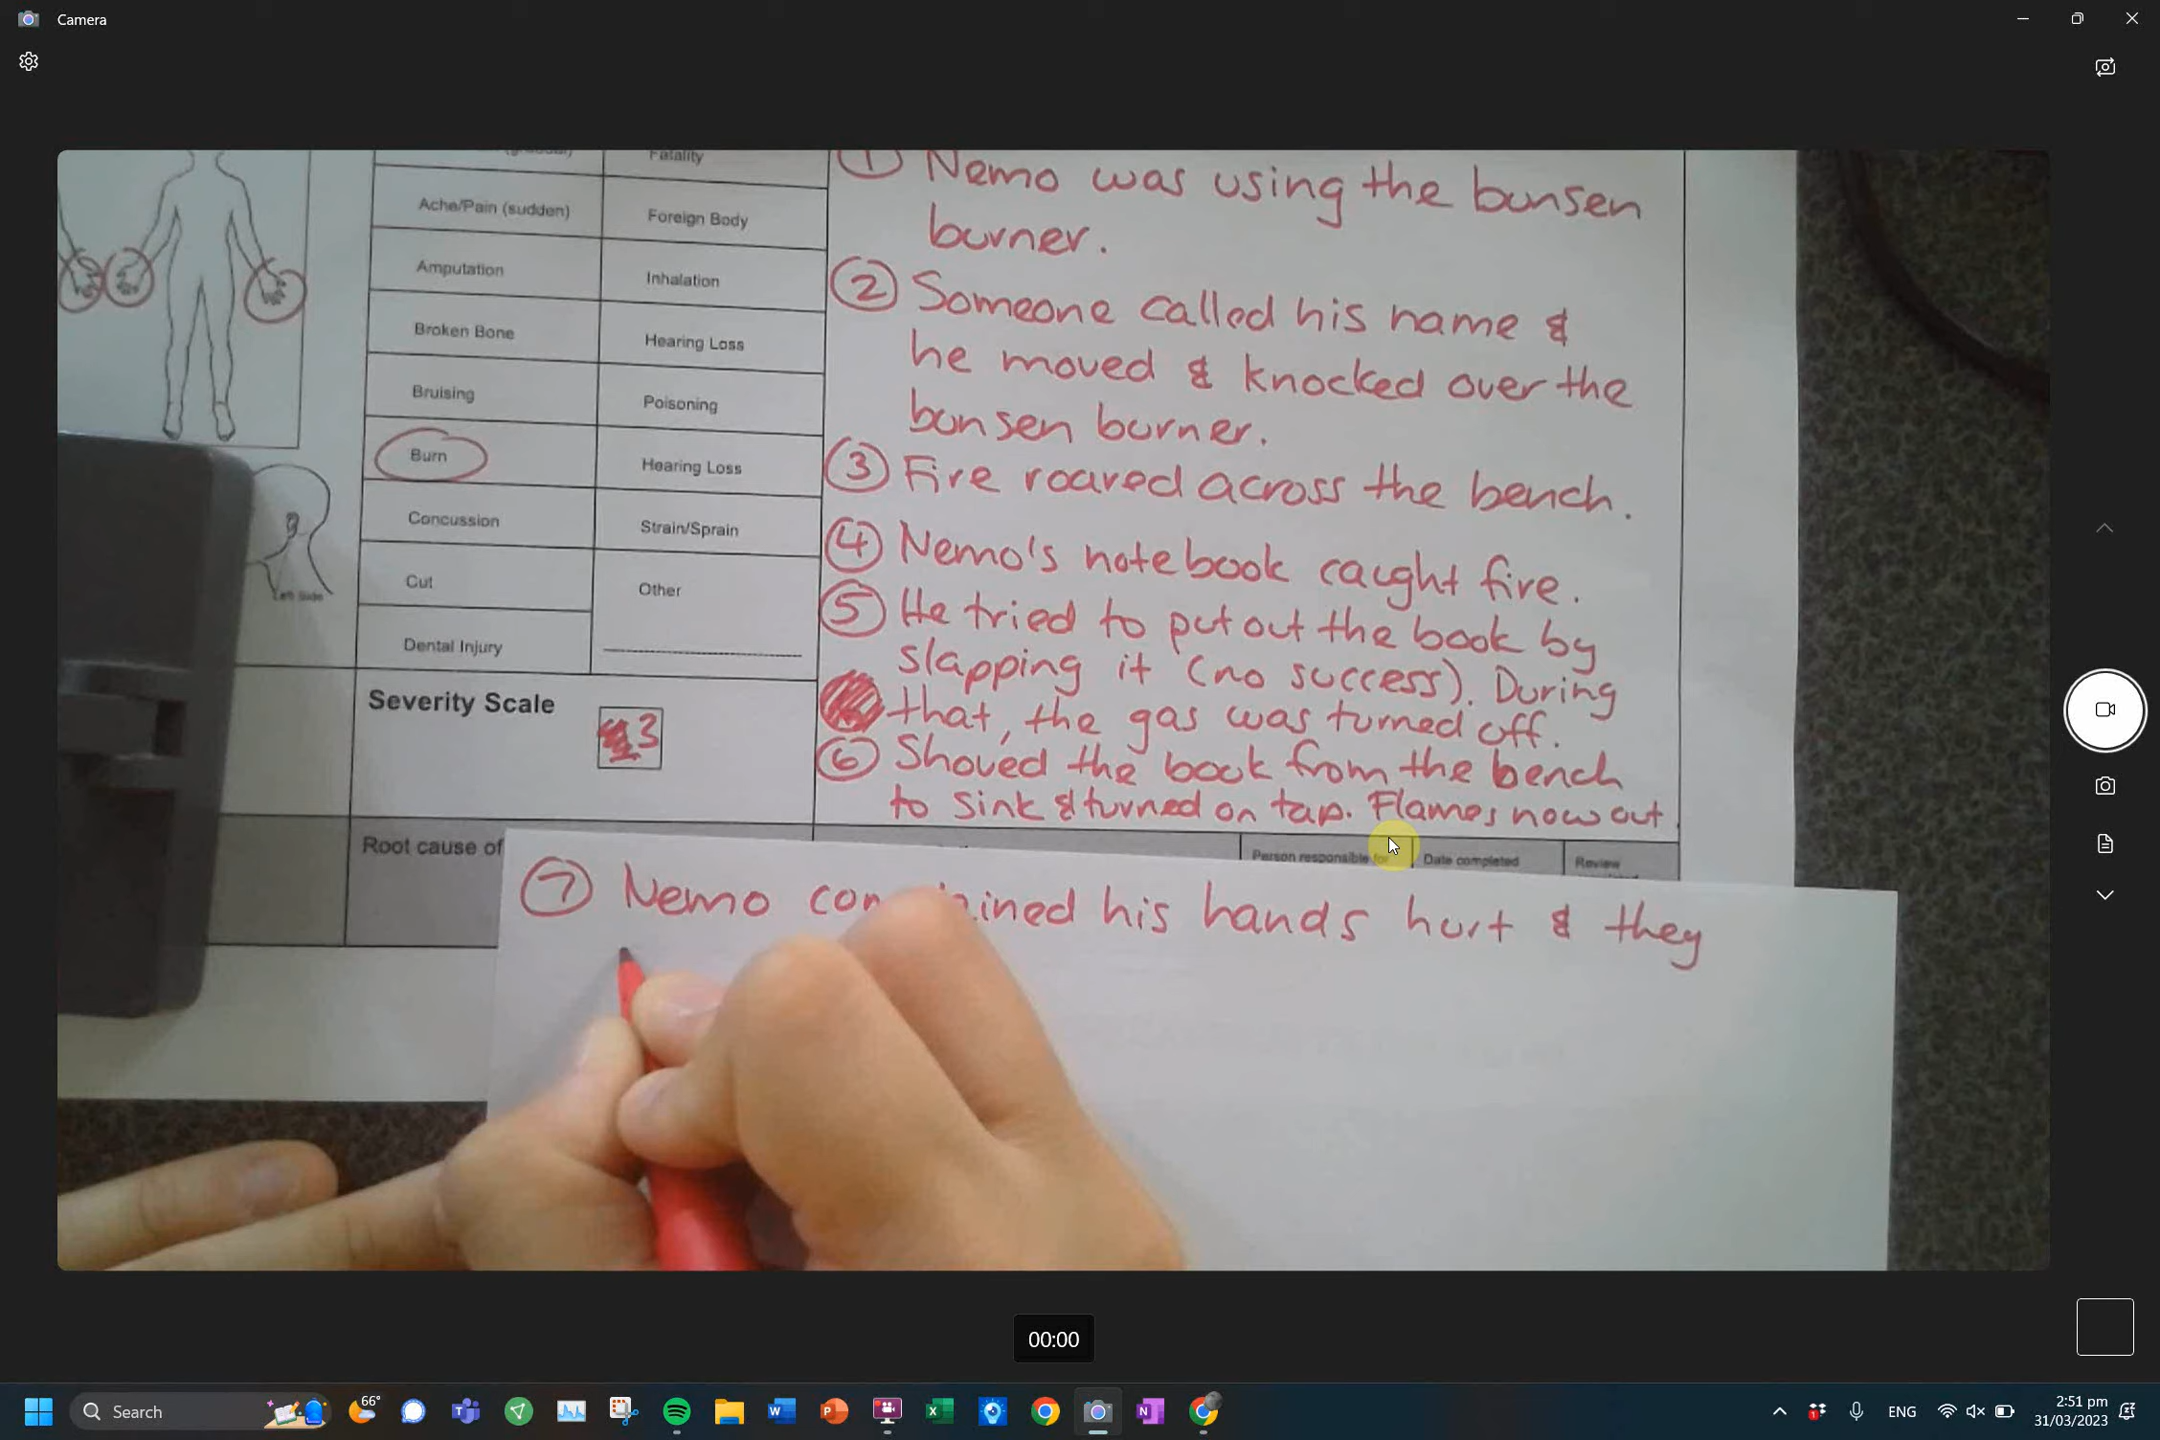 Camera
① Nemo was using the bunsen
burner.
② Someone called his name &
he moved & knocked over the
bunsen burner.
③ Fire roared across the bench.
④ Nemo's notebook caught fire.
⑤ He tried to put out the book by
slapping it (no success). During
that, the gas was turned off.
⑥ Shoved the book from the bench
to sink & turned on tap. Flames now out.
Fatality
Ache/Pain (sudden)
Foreign Body
Amputation
Inhalation
Broken Bone
Hearing Loss
Bruising
Poisoning
Burn
Hearing Loss
Concussion
Strain/Sprain
Cut
Other
Dental Injury
Left Side
Severity Scale
3
Root cause of
Person responsible for
Date completed
Review
⑦ Nemo his hands hurt & they
00:00
66°
Search
ENG
2:51 pm
31/03/2023